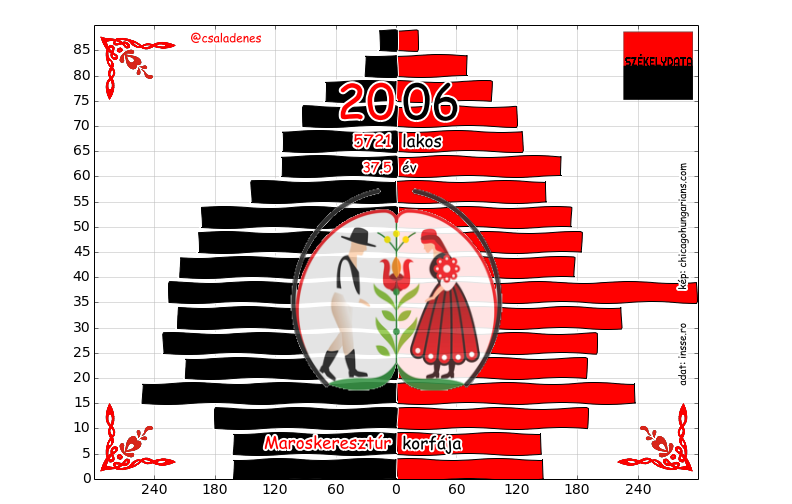 @csaladenes
SZÉKELYDATA
2006
5721 lakos
37.5 év
kép: chicagohungarians.com
adat: insse.ro
Maroskeresztúr korfája
85
80
75
70
65
60
55
50
45
40
35
30
25
20
15
10
5
0
240 180 120 60 0 60 120 180 240